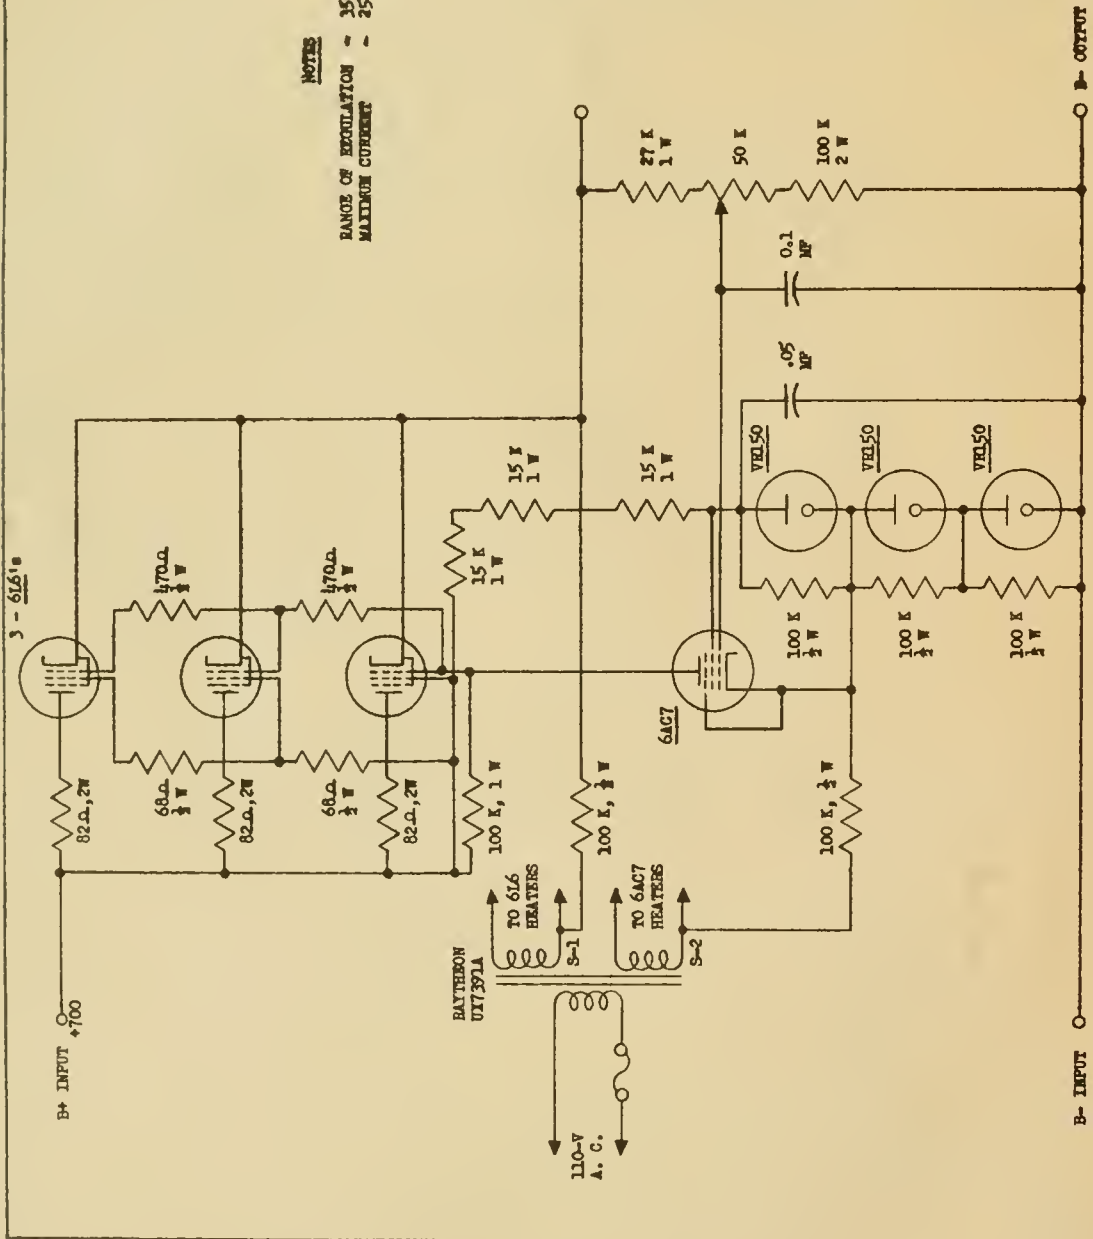 3 - 6L6's
NOTES
RANGE OF REGULATION - 35
MAXIMUM CURRENT - 25
B+ INPUT
+700
82Ω, 2W
82Ω, 2W
82Ω, 2W
68Ω
½ W
68Ω
½ W
470Ω
½ W
470Ω
½ W
100 K, 1 W
15 K
1 W
15 K
1 W
15 K
1 W
100 K, ½ W
RAYTHEON
UX7391A
TO 6L6
HEATERS
S-1
TO 6AC7
HEATERS
S-2
110-V
A. C.
6AC7
100 K, ½ W
27 K
1 W
50 K
100 K
2 W
0.1
MF
.05
MF
VR150
VR150
VR150
100 K
½ W
100 K
½ W
100 K
½ W
B- INPUT
B- OUTPUT